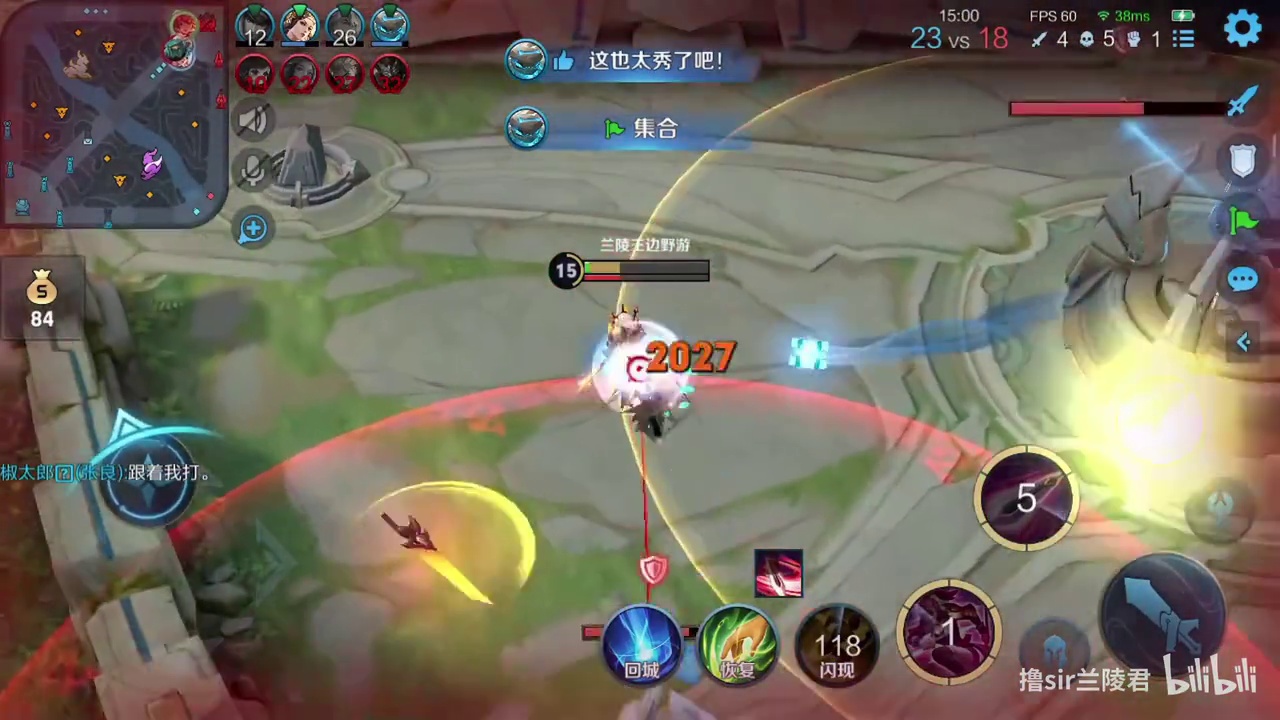 15:00
FPS 60
38ms
23 vs 18
4
5
1
12
26
这也太秀了吧!
集合
84
兰陵王边野游
15
2027
椒太郎(张良):跟着我打。
5
1
回城
恢复
118
闪现
撸sir兰陵君
bilibili